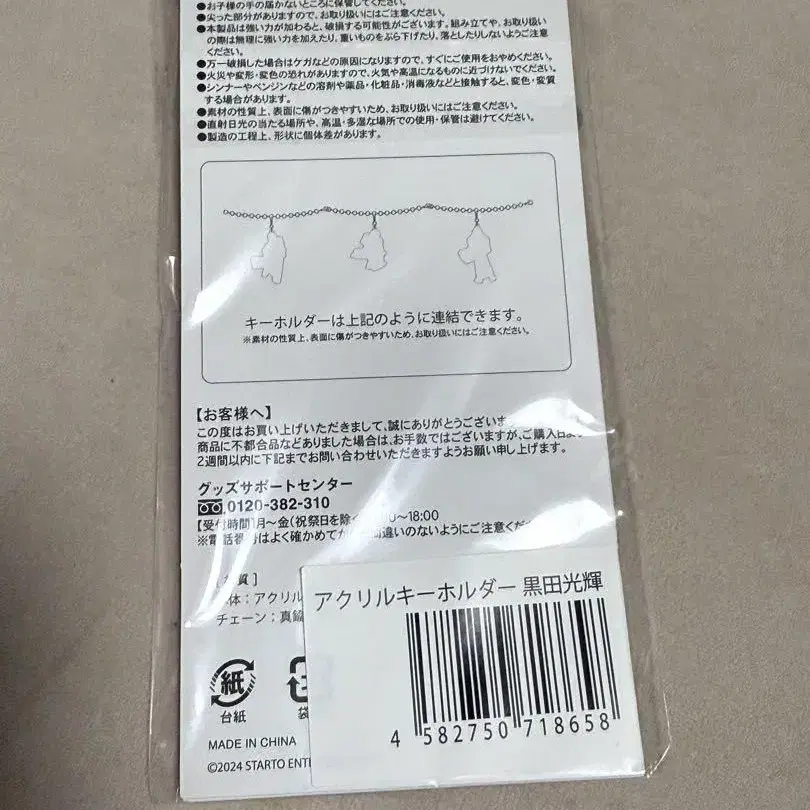 ●お子様の手の届かないところに保管してください。
●尖った部分がありますので、お取り扱いにはご注意ください。
●本製品は強い力が加わると、破損する可能性がございます。組み立てや、お取り扱い
の際は無理に強い力を加えたり、重いものをぶら下げたり、落としたりしないようご注意
ください。
●万一破損した場合はケガなどの原因になりますので、すぐにご使用をおやめください。
●火災や変形・変色の恐れがありますので、火気や高温になるものに近づけないでください。
●シンナーやベンジンなどの溶剤や薬品・化粧品・消毒液などと接触すると、変色・変質
する場合があります。
●素材の性質上、表面に傷がつきやすいため、お取り扱いにはご注意ください。
●直射日光の当たる場所や、高温・多湿な場所での使用・保管は避けてください。
●製造の工程上、形状に個体差があります。
キーホルダーは上記のように連結できます。
※素材の性質上、表面に傷がつきやすいため、お取り扱いにはご注意ください。
【お客様へ】
この度はお買い上げいただきまして、誠にありがとうござい
商品に不都合品などありました場合は、お手数ではございますが、ご購入日より
2週間以内に下記までお問い合わせいただきますようお願い申し上げます。
グッズサポートセンター
0120-382-310
【受付時間】月～金(祝祭日を除く 0～18:00
※電話番号はよく確かめてか 間違いのないようにご注意くださ
質】
体：アクリル
チェーン：真鍮
アクリルキーホルダー 黒田光輝
4 582750 718658
紙
台紙
袋
MADE IN CHINA
©2024 STARTO ENTE